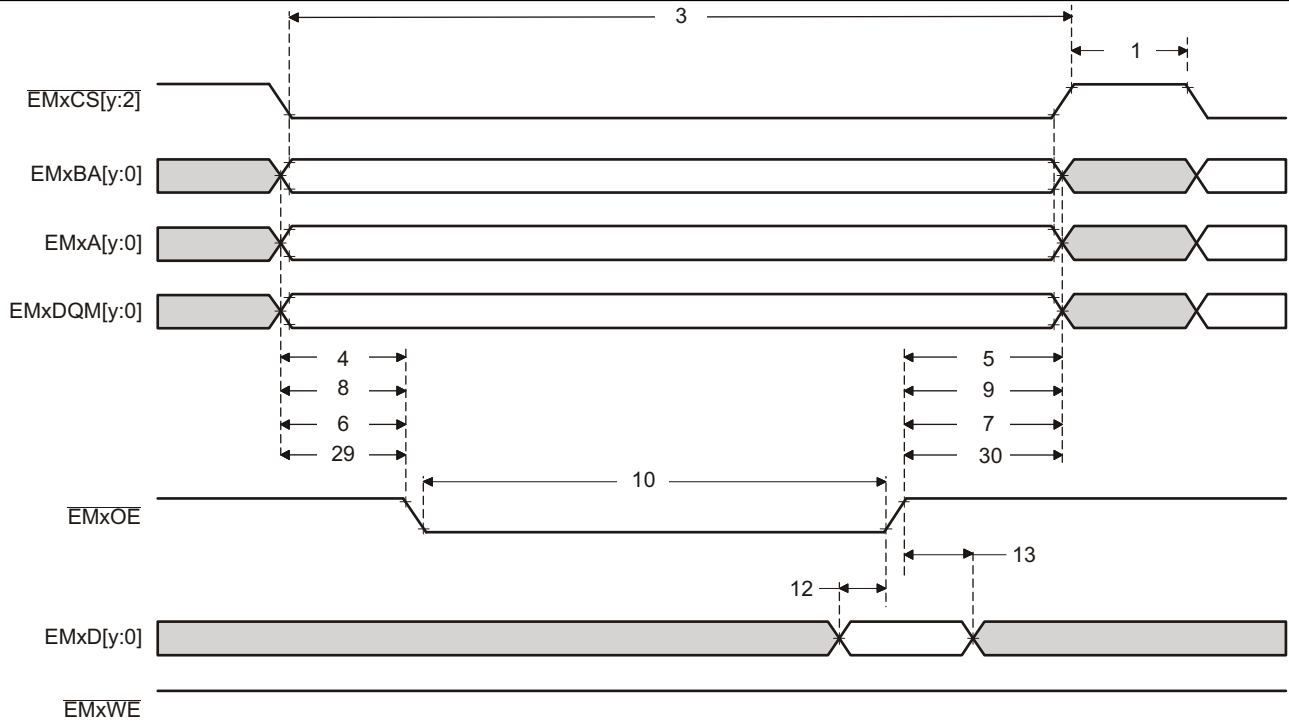 3
1
EMxCS[y:2]
EMxBA[y:0]
EMxA[y:0]
EMxDQM[y:0]
4 5
8 9
6 7
29 30
10
EMxOE
13
12
EMxD[y:0]
EMxWE